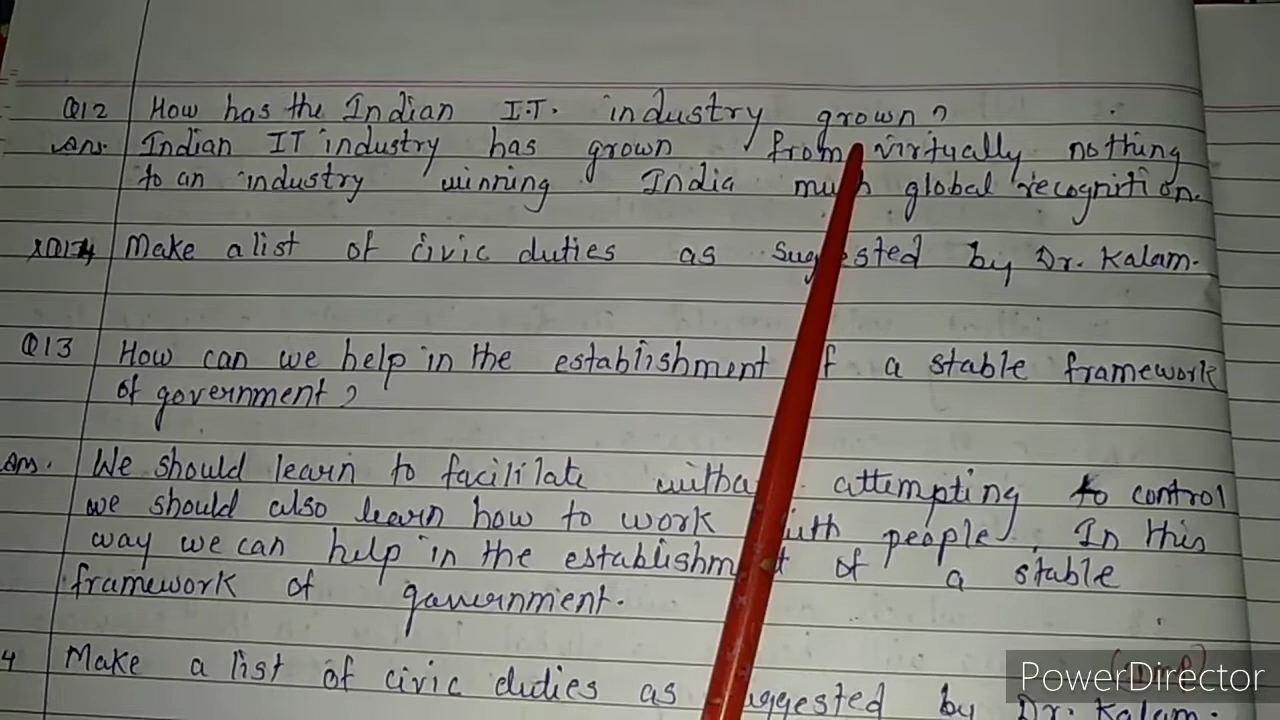 Q12 How has the Indian I.T. industry grown?
Ans. Indian IT industry has grown from virtually nothing
to an industry winning India much global recognition.
Make a list of civic duties as suggested by Dr. Kalam.
Q13 How can we help in the establishment of a stable framework
of government?
Ans. We should learn to facililate attempting to control
we should also learn how to work with people. In this
way we can help in the establishment of a stable
framework of government.
4 Make a list of civic duties as suggested by Dr. Kalam.
PowerDirector